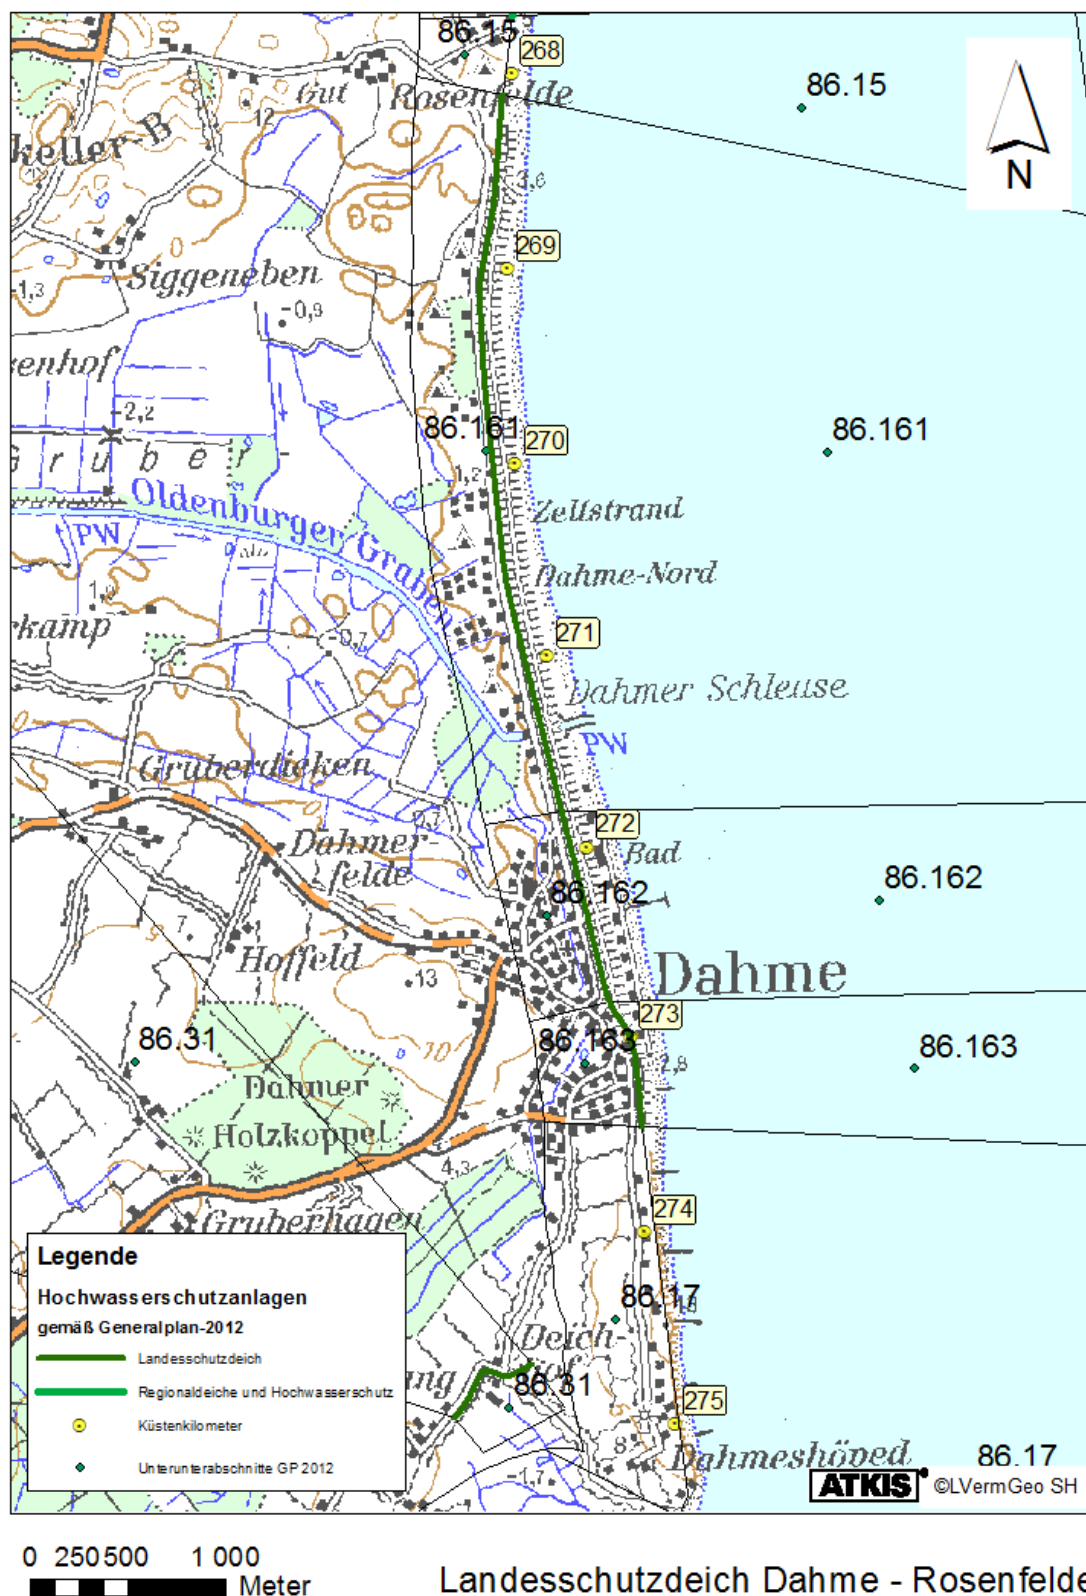 86.15
268
86.15
Gut Rosenfelde
12
N
keller-B
1,6
0
269
Siggeneben
-1,3
-0,9
enhof
-2,2
86.161
270
86.161
Gruber-
1,2
Oldenburger Graben
Zeltstrand
PW
Dahme-Nord
rkamp
271
-0,7
Dahmer Schleuse
PW
Gruberdieken
272
Dahmer-
felde
Bad
86.162
86.162
7
Hoffeld
13
Dahme
273
86.31
86.163
86.163
10
2,8
Dahmer
Holzkoppel
4,3
274
Gruberhagen
86.17
Deich-
hof
86.31
275
8
Dahmeshöved
-1,7
86.17
ATKIS® ©LVermGeo SH
Legende
Hochwasserschutzanlagen
gemäß Generalplan-2012
Landesschutzdeich
Regionaldeiche und Hochwasserschutz
Küstenkilometer
Unterunterabschnitte GP 2012
0 250 500 1 000
Meter
Landesschutzdeich Dahme - Rosenfelde